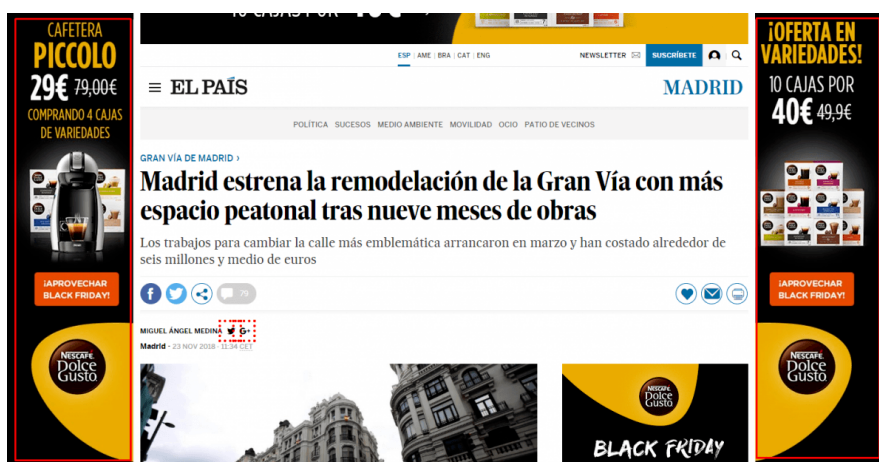 CAFETERA
PICCOLO
29€ 79,00€
COMPRANDO 4 CAJAS
DE VARIEDADES
¡APROVECHAR
BLACK FRIDAY!
NESCAFÉ
Dolce
Gusto
10 CAJAS POR
ESP | AME | BRA | CAT | ENG
NEWSLETTER
SUSCRÍBETE
EL PAÍS
MADRID
POLÍTICA SUCESOS MEDIO AMBIENTE MOVILIDAD OCIO PATIO DE VECINOS
GRAN VÍA DE MADRID ›
Madrid estrena la remodelación de la Gran Vía con más
espacio peatonal tras nueve meses de obras
Los trabajos para cambiar la calle más emblemática arrancaron en marzo y han costado alrededor de
seis millones y medio de euros
79
MIGUEL ÁNGEL MEDINA G+
Madrid - 23 NOV 2018 - 11:34 CET
NESCAFÉ
Dolce
Gusto
BLACK FRIDAY
¡OFERTA EN
VARIEDADES!
10 CAJAS POR
40€ 49,9€
¡APROVECHAR
BLACK FRIDAY!
NESCAFÉ
Dolce
Gusto